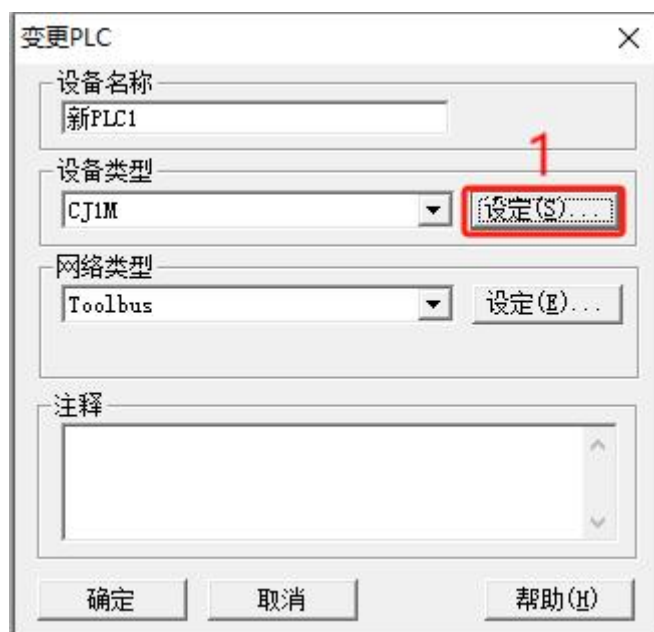 变更PLC
设备名称
新PLC1
1
设备类型
CJ1M
设定(S)...
网络类型
Toolbus
设定(E)...
注释
确定
取消
帮助(H)